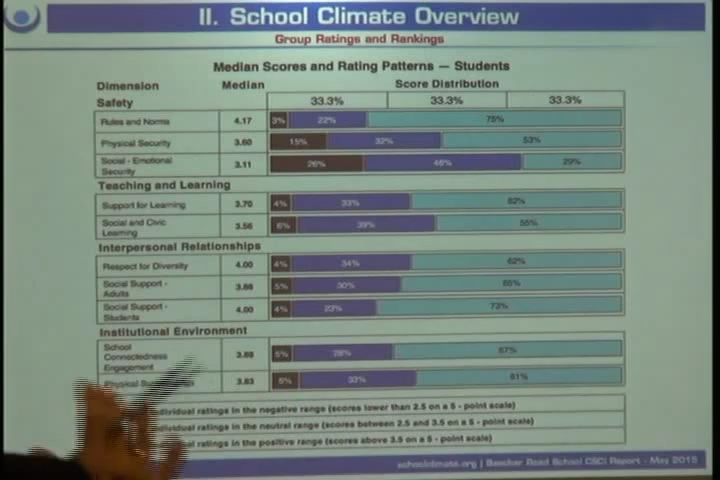 II. School Climate Overview
Group Ratings and Rankings
Median Scores and Rating Patterns — Students
Dimension Median Score Distribution
Safety 33.3% 33.3% 33.3%
Rules and Norms 4.17 3% 22% 75%
Physical Security 3.60 15% 32% 53%
Social - Emotional
Security 3.11 26% 46% 29%
Teaching and Learning
Support for Learning 3.70 4% 33% 62%
Social and Civic
Learning 3.56 6% 39% 55%
Interpersonal Relationships
Respect for Diversity 4.00 4% 34% 62%
Social Support -
Adults 5% 30% 65%
Social Support -
Students 4.00 4% 23% 73%
Institutional Environment
School
Connectedness
Engagement 5% 28% 67%
Physical 3.83 6% 33% 61%
individual ratings in the negative range (scores lower than 2.5 on a 5 - point scale)
individual ratings in the neutral range (scores between 2.5 and 3.5 on a 5 - point scale)
ratings in the positive range (scores above 3.5 on a 5 - point scale)
schoolclimate.org | Beecher Road School CSCI Report - May 2015